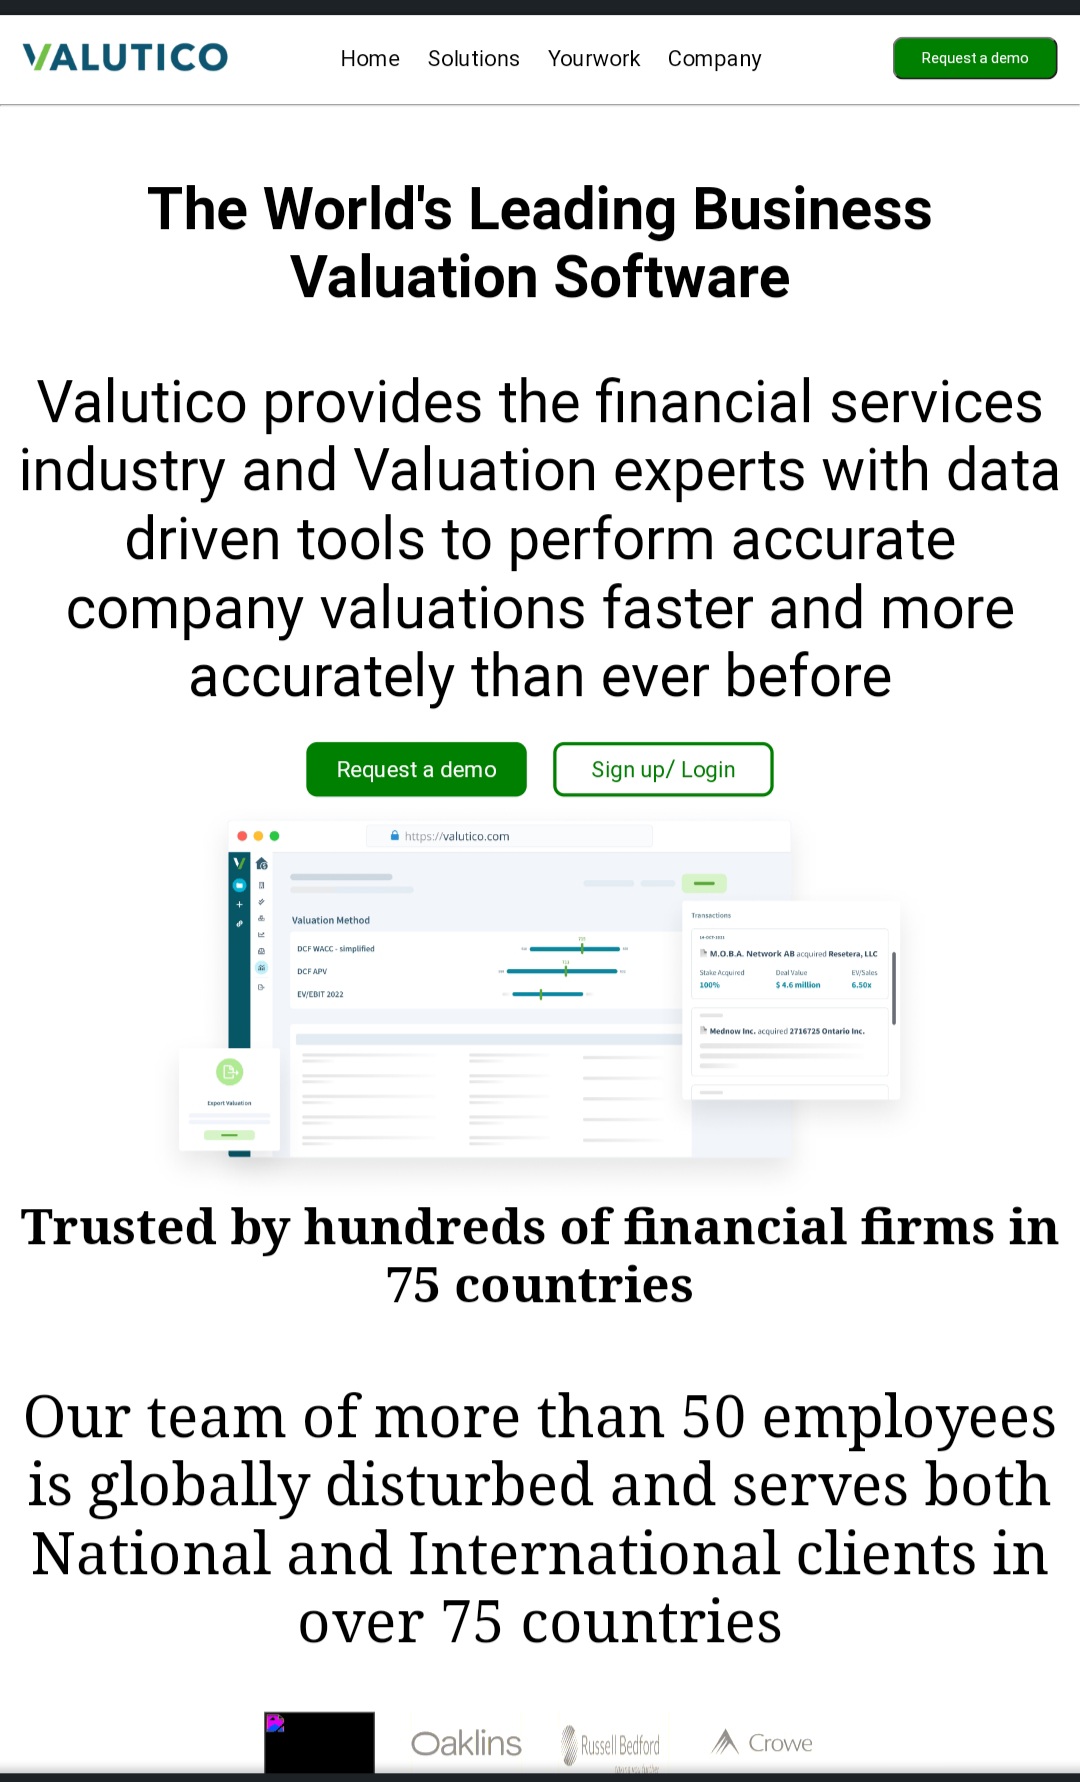 VALUTICO
Home Solutions Yourwork Company
Request a demo
The World's Leading Business
Valuation Software
Valutico provides the financial services
industry and Valuation experts with data
driven tools to perform accurate
company valuations faster and more
accurately than ever before
Request a demo Sign up/ Login
https://valutico.com
Valuation Method
DCF WACC - simplified
DCF APV
EV/EBIT 2022
Transactions
M.O.B.A. Network AB acquired Resetera, LLC
Stake Acquired Deal Value EV/Sales
100% $ 4.6 million 6.50x
Mednow Inc. acquired 2716725 Ontario Inc.
Export Valuation
Trusted by hundreds of financial firms in
75 countries
Our team of more than 50 employees
is globally disturbed and serves both
National and International clients in
over 75 countries
Oaklins Russell Bedford Crowe